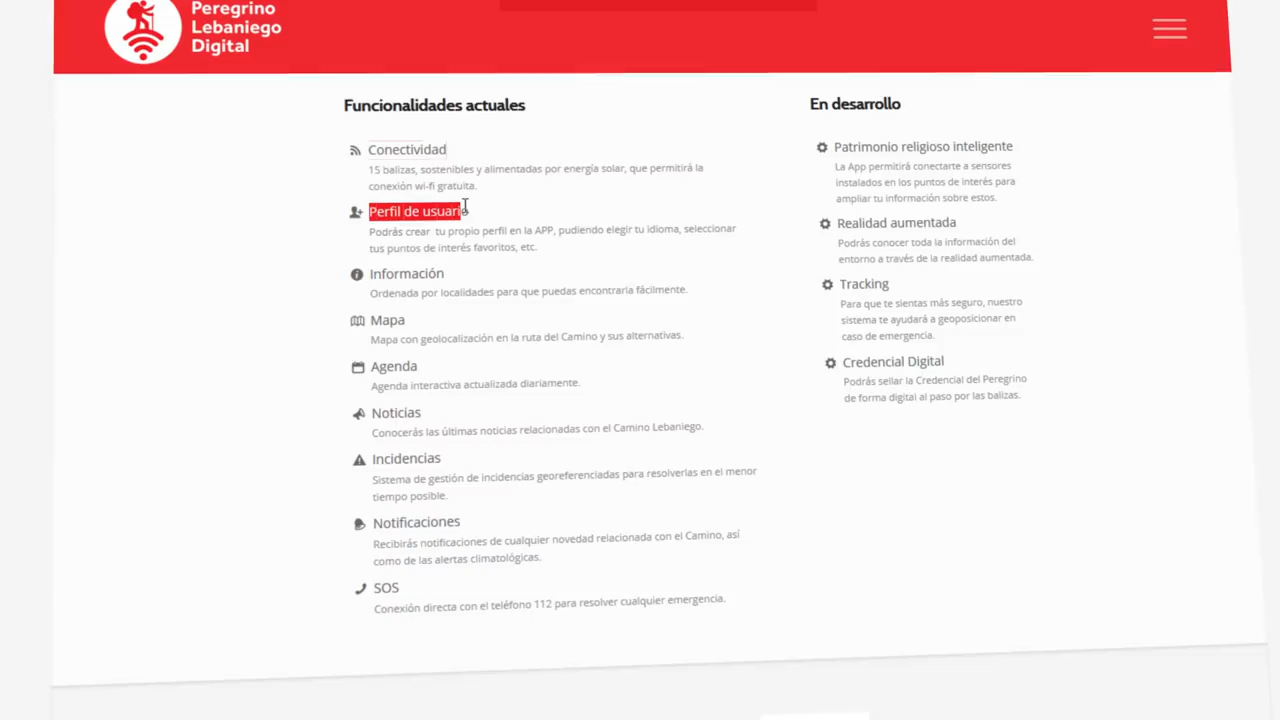 Peregrino
Lebaniego
Digital
Funcionalidades actuales
Conectividad
15 balizas, sostenibles y alimentadas por energía solar, que permitirá la
conexión wi-fi gratuita.
Perfil de usuario
Podrás crear tu propio perfil en la APP, pudiendo elegir tu idioma, seleccionar
tus puntos de interés favoritos, etc.
Información
Ordenada por localidades para que puedas encontrarla fácilmente.
Mapa
Mapa con geolocalización en la ruta del Camino y sus alternativas.
Agenda
Agenda interactiva actualizada diariamente.
Noticias
Conocerás las últimas noticias relacionadas con el Camino Lebaniego.
Incidencias
Sistema de gestión de incidencias georeferenciadas para resolverlas en el menor
tiempo posible.
Notificaciones
Recibirás notificaciones de cualquier novedad relacionada con el Camino, así
como de las alertas climatológicas.
SOS
Conexión directa con el teléfono 112 para resolver cualquier emergencia.
En desarrollo
Patrimonio religioso inteligente
La App permitirá conectarte a sensores
instalados en los puntos de interés para
ampliar tu información sobre estos.
Realidad aumentada
Podrás conocer toda la información del
entorno a través de la realidad aumentada.
Tracking
Para que te sientas más seguro, nuestro
sistema te ayudará a geoposicionar en
caso de emergencia.
Credencial Digital
Podrás sellar la Credencial del Peregrino
de forma digital al paso por las balizas.